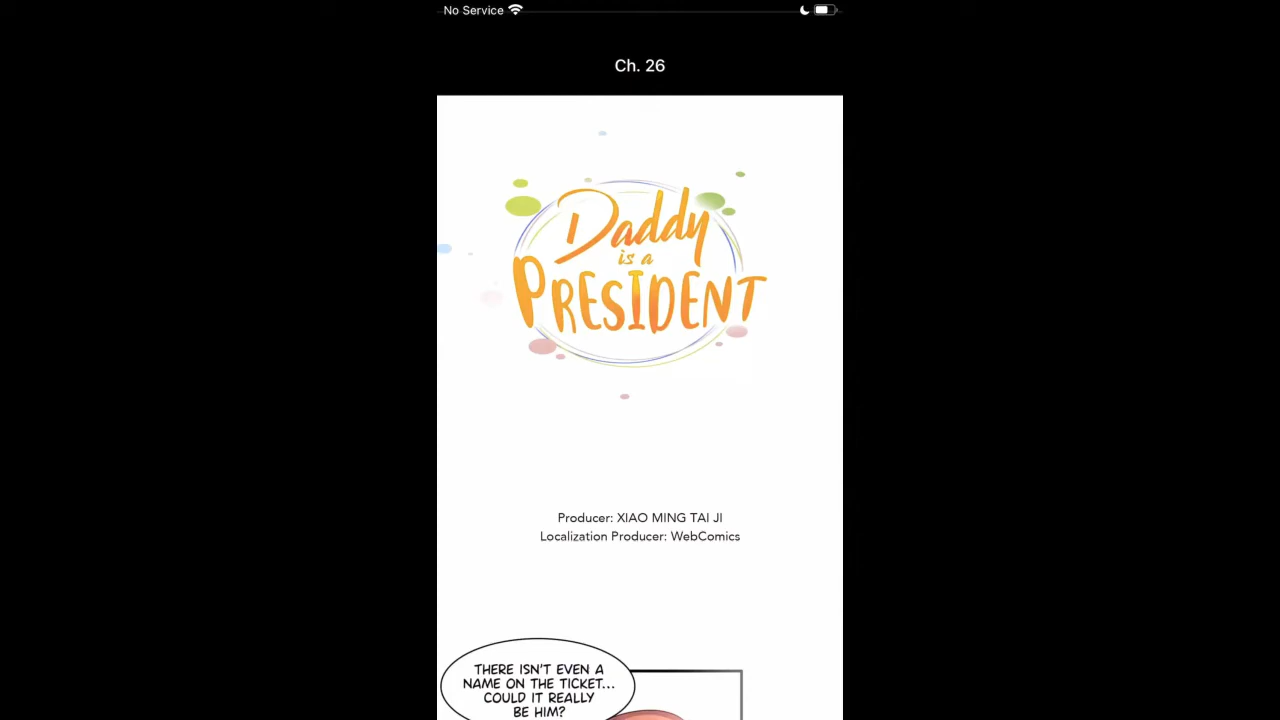 No Service
Ch. 26
Daddy
is a
PRESIDENT
Producer: XIAO MING TAI JI
Localization Producer: WebComics
THERE ISN'T EVEN A
NAME ON THE TICKET...
COULD IT REALLY
BE HIM?